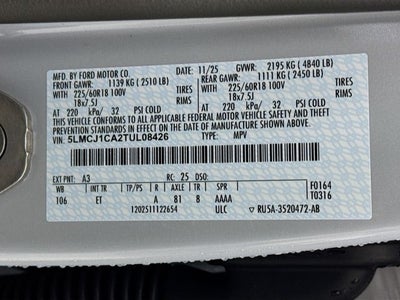 MFD. BY FORD MOTOR CO. 11/25 GVWR: 2195 KG (4840 LB)
FRONT GAWR: 1139 KG (2510 LB) REAR GAWR: 1111 KG (2450 LB)
WITH 225/60R18 100V TIRES WITH 225/60R18 100V TIRES
18x7.5J RIMS 18x7.5J RIMS
AT 220 kPa/ 32 PSI COLD AT 220 kPa/ 32 PSI COLD
THIS VEHICLE CONFORMS TO ALL APPLICABLE FEDERAL MOTOR VEHICLE
SAFETY, BUMPER, AND THEFT PREVENTION STANDARDS IN EFFECT ON
THE DATE OF MANUFACTURE SHOWN ABOVE.
VIN: 5LMCJ1CA2TUL08426 TYPE: MPV
EXT PNT: A3 RC: 25 DSO:
WB INT TR TP/PS R AXLE TR SPR F0164
106 ET A 81 8 AAAA T0316
1202511122654 ULC RU5A-3520472-AB